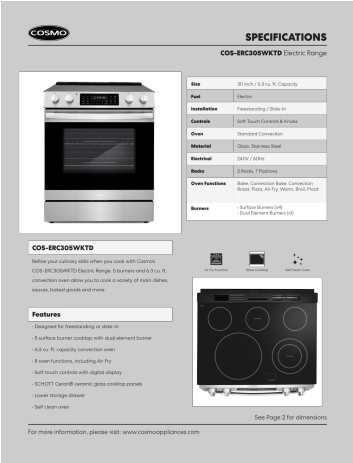 COSMO
SPECIFICATIONS
COS-ERC305WKTD Electric Range
Size 30 Inch / 6.3 cu. ft. Capacity
Fuel Electric
Installation Freestanding / Slide-In
Controls Soft Touch Controls & Knobs
Oven Standard Convection
Material Glass, Stainless Steel
Electrical 240V / 60Hz
Racks 2 Racks, 7 Positions
Oven Functions Bake, Convection Bake, Convection
Roast, Pizza, Air Fry, Warm, Broil, Proof
Burners - Surface Burners (x4)
- Dual Element Burners (x1)
COS-ERC305WKTD
Refine your culinary skills when you cook with Cosmo's
COS-ERC305WKTD Electric Range. 5 burners and 6.3 cu. ft.
convection oven allow you to cook a variety of main dishes,
sauces, baked goods and more.
Air Fry Function
Glass Cooktop
Self Clean Oven
Features
- Designed for freestanding or slide-in
- 5 surface burner cooktop with dual element burner
- 6.3 cu. ft. capacity convection oven
- 8 oven functions, including Air Fry
- Soft touch controls with digital display
- SCHOTT Ceran® ceramic glass cooktop panels
- Lower storage drawer
- Self clean oven
See Page 2 for dimensions
For more information, please visit: www.cosmoappliances.com